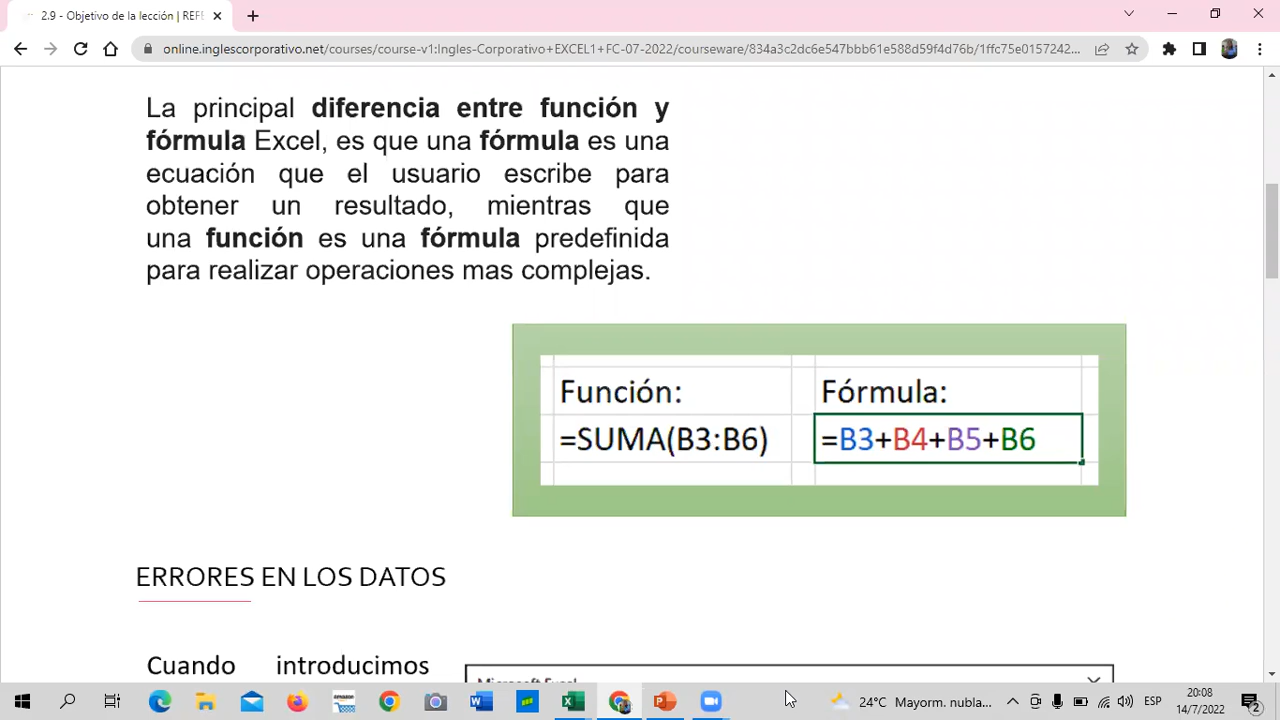 2.9 - Objetivo de la lección | REF
online.inglescorporativo.net/courses/course-v1:Ingles-Corporativo+EXCEL1+FC-07-2022/courseware/834a3c2c6e547bbb61e588d59f4d76b/1ffc75e0157242...
La principal diferencia entre función y
fórmula Excel, es que una fórmula es una
ecuación que el usuario escribe para
obtener un resultado, mientras que
una función es una fórmula predefinida
para realizar operaciones mas complejas.
Función: Fórmula:
=SUMA(B3:B6) =B3+B4+B5+B6
ERRORES EN LOS DATOS
Cuando introducimos
Microsoft Excel
24°C Mayorm. nubla... ESP 20:08
14/7/2022
2